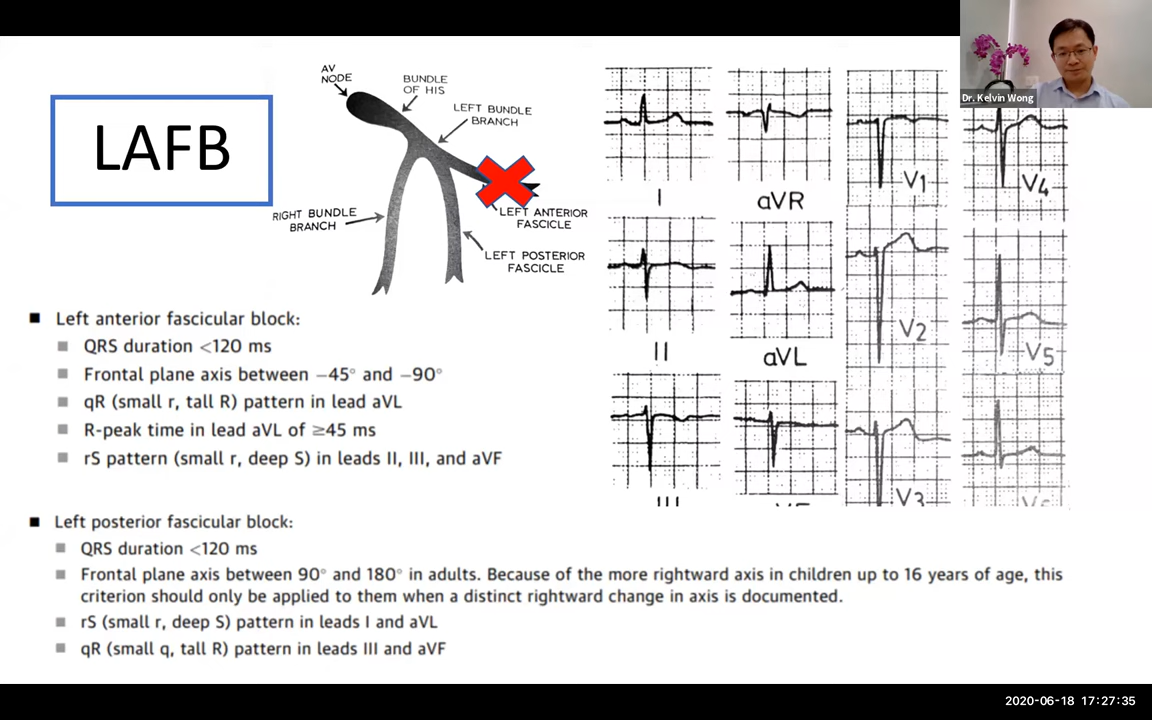 Dr. Kelvin Wong
LAFB
AV
NODE
BUNDLE
OF HIS
LEFT BUNDLE
BRANCH
RIGHT BUNDLE
BRANCH
LEFT ANTERIOR
FASCICLE
LEFT POSTERIOR
FASCICLE
I
aVR
V1
V4
II
aVL
V2
V5
III
V3
■ Left anterior fascicular block:
■ QRS duration <120 ms
■ Frontal plane axis between −45° and −90°
■ qR (small r, tall R) pattern in lead aVL
■ R-peak time in lead aVL of ≥45 ms
■ rS pattern (small r, deep S) in leads II, III, and aVF
■ Left posterior fascicular block:
■ QRS duration <120 ms
■ Frontal plane axis between 90° and 180° in adults. Because of the more rightward axis in children up to 16 years of age, this
criterion should only be applied to them when a distinct rightward change in axis is documented.
■ rS (small r, deep S) pattern in leads I and aVL
■ qR (small q, tall R) pattern in leads III and aVF
2020-06-18 17:27:35